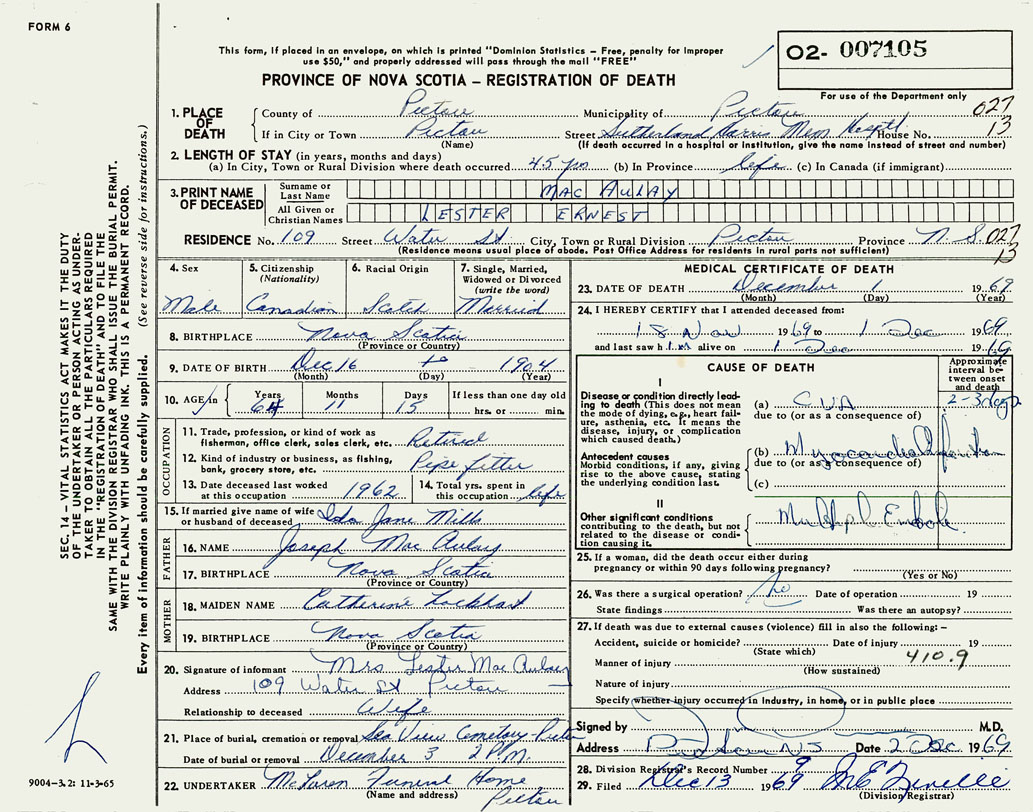 FORM 6
This form, if placed in an envelope, on which is printed "Dominion Statistics – Free, penalty for improper
use $50," and properly addressed will pass through the mail "FREE"
O2- 007105
For use of the Department only
PROVINCE OF NOVA SCOTIA – REGISTRATION OF DEATH
1. PLACE OF DEATH
County of Pictou Municipality of Pictou 027
If in City or Town Pictou Street Sutherland Harris Mem Hospital House No. 13
(Name) (If death occurred in a hospital or institution, give the name instead of street and number)
2. LENGTH OF STAY (in years, months and days)
(a) In City, Town or Rural Division where death occurred 45 yrs (b) In Province life (c) In Canada (if immigrant)
3. PRINT NAME OF DECEASED
Surname or Last Name MAC AULAY
All Given or Christian Names LESTER ERNEST
RESIDENCE No. 109 Street Water St City, Town or Rural Division Pictou Province N.S. 027
(Residence means usual place of abode. Post Office Address for residents in rural parts not sufficient) 13
4. Sex Male
5. Citizenship (Nationality) Canadian
6. Racial Origin Scotch
7. Single, Married, Widowed or Divorced (write the word) Married
8. BIRTHPLACE Nova Scotia
(Province or Country)
9. DATE OF BIRTH Dec 16 1904
(Month) (Day) (Year)
10. AGE in Years 64 Months 11 Days 15 If less than one day old
hrs. or min.
OCCUPATION
11. Trade, profession, or kind of work as
fisherman, office clerk, sales clerk, etc. Retired
12. Kind of industry or business, as fishing,
bank, grocery store, etc. Pipe fitter
13. Date deceased last worked
at this occupation 1962
14. Total yrs. spent in
this occupation life
15. If married give name of wife
or husband of deceased Ida Jane Mills
FATHER
16. NAME Joseph Mac Aulay
17. BIRTHPLACE Nova Scotia
(Province or Country)
MOTHER
18. MAIDEN NAME Catherine Lockhart
19. BIRTHPLACE Nova Scotia
(Province or Country)
20. Signature of informant Mrs. Lester Mac Aulay
Address 109 Water St Pictou
Relationship to deceased Wife
21. Place of burial, cremation or removal Sea View Cemetery Pictou
Date of burial or removal December 3 2 P.M.
22. UNDERTAKER McLaren Funeral Home
(Name and address) Pictou
MEDICAL CERTIFICATE OF DEATH
23. DATE OF DEATH December 1 1969
(Month) (Day) (Year)
24. I HEREBY CERTIFY that I attended deceased from:
18 Nov 1969 to 1 Dec 1969
and last saw him alive on 1 Dec 1969
CAUSE OF DEATH
Approximate interval between onset and death
I
Disease or condition directly leading
to death (This does not mean
the mode of dying, e.g., heart failure,
asthenia, etc. It means the
disease, injury, or complication
which caused death.)
(a) CVA 2-3 days
due to (or as a consequence of)
Antecedent causes
Morbid conditions, if any, giving
rise to the above cause, stating
the underlying condition last.
(b) Myocardial Infarction
due to (or as a consequence of)
(c)
II
Other significant conditions
contributing to the death, but not
related to the disease or condition
causing it.
Multiple Emboli
25. If a woman, did the death occur either during
pregnancy or within 90 days following pregnancy?
(Yes or No)
26. Was there a surgical operation? no Date of operation 19
State findings Was there an autopsy?
27. If death was due to external causes (violence) fill in also the following:–
Accident, suicide or homicide? Date of injury 19
(State which) 410.9
Manner of injury
(How sustained)
Nature of injury
Specify whether injury occurred in industry, in home, or in public place
Signed by M.D.
Address Pictou NS Date 2 Dec 1969
28. Division Registrar's Record Number 9
29. Filed Dec 13 1969
(Division Registrar)
SEC. 14 – VITAL STATISTICS ACT MAKES IT THE DUTY
OF THE UNDERTAKER OR PERSON ACTING AS UNDERTAKER
TO OBTAIN ALL THE PARTICULARS REQUIRED
IN THE "REGISTRATION OF DEATH" AND TO FILE THE
SAME WITH THE DIVISION REGISTRAR WHO SHALL ISSUE THE BURIAL PERMIT.
WRITE PLAINLY WITH UNFADING INK. THIS IS A PERMANENT RECORD.
Every item of information should be carefully supplied. (See reverse side for instructions.)
9004-3.2: 11-3-65